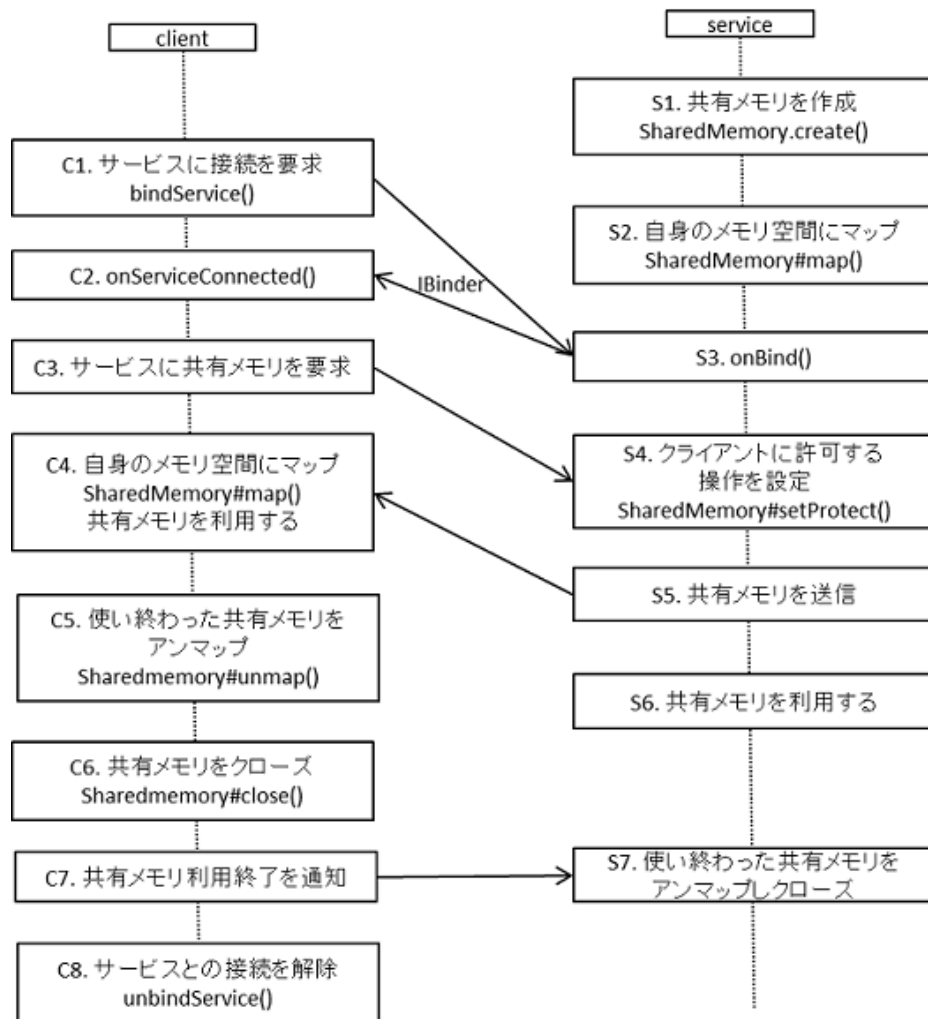 client
C1. サービスに接続を要求
bindService()
C2. onServiceConnected()
C3. サービスに共有メモリを要求
C4. 自身のメモリ空間にマップ
SharedMemory#map()
共有メモリを利用する
C5. 使い終わった共有メモリを
アンマップ
Sharedmemory#unmap()
C6. 共有メモリをクローズ
Sharedmemory#close()
C7. 共有メモリ利用終了を通知
C8. サービスとの接続を解除
unbindService()
IBinder
service
S1. 共有メモリを作成
SharedMemory.create()
S2. 自身のメモリ空間にマップ
SharedMemory#map()
S3. onBind()
S4. クライアントに許可する
操作を設定
SharedMemory#setProtect()
S5. 共有メモリを送信
S6. 共有メモリを利用する
S7. 使い終わった共有メモリを
アンマップしクローズ